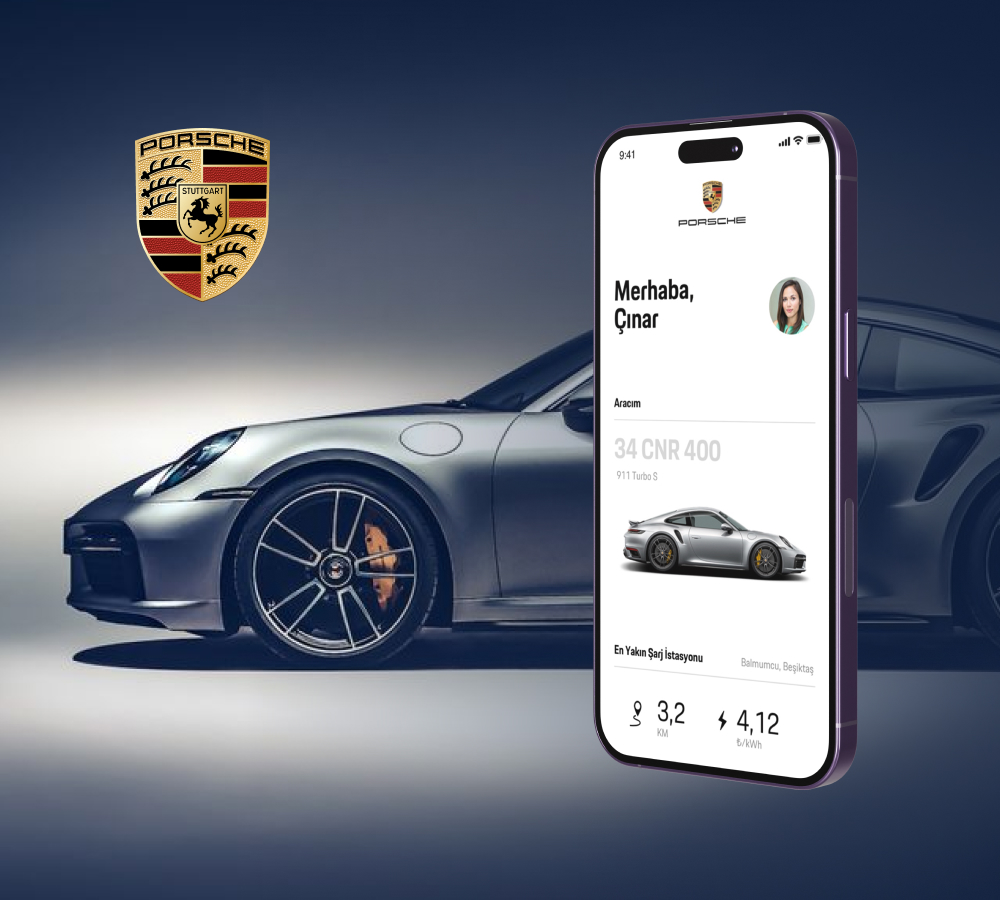 PORSCHE
STUTTGART
9:41
PORSCHE
Merhaba,
Çınar
Aracım
34 CNR 400
911 Turbo S
En Yakın Şarj İstasyonu
Balmumcu, Beşiktaş
3,2
KM
4,12
₺/kWh